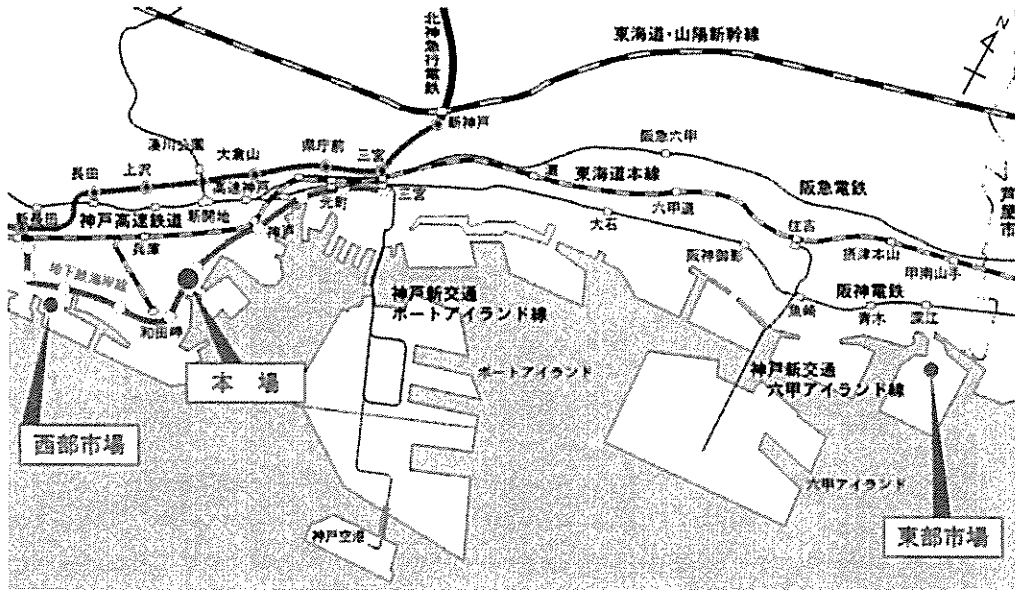 北神急行電鉄
東海道・山陽新幹線
N
新神戸
湊川公園
大倉山
県庁前
三宮
阪急六甲
長田
上沢
高速神戸
灘
東海道本線
阪急電鉄
芦屋市
新長田
神戸高速鉄道
新開地
元町
三宮
六甲道
神戸
大石
住吉
兵庫
阪神御影
摂津本山
甲南山手
地下鉄海岸線
神戸新交通
ポートアイランド線
魚崎
阪神電鉄
青木
深江
和田岬
本場
ポートアイランド
神戸新交通
六甲アイランド線
西部市場
六甲アイランド
神戸空港
東部市場